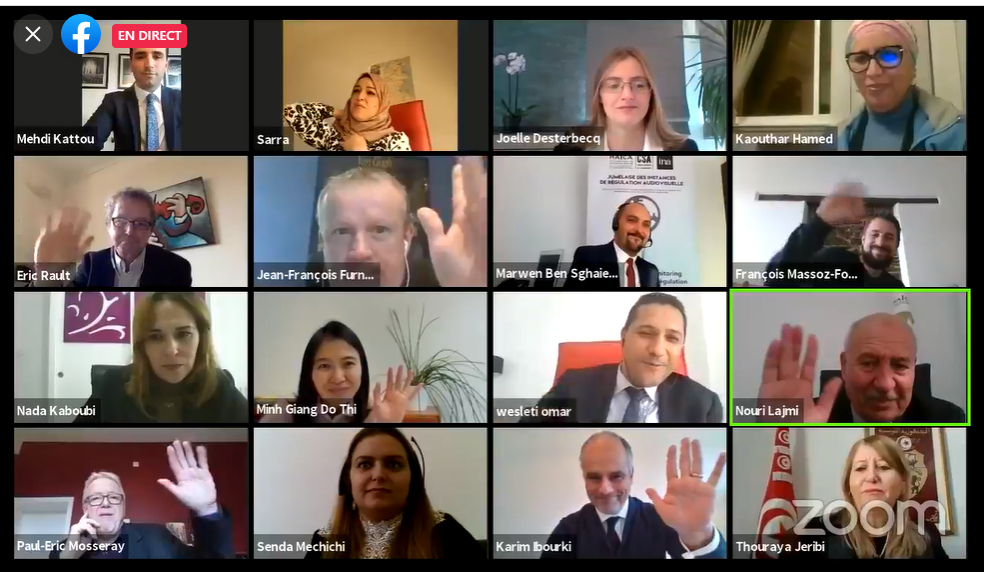 EN DIRECT
Mehdi Kattou
Sarra
Joelle Desterbecq
Kaouthar Hamed
Eric Rault
Jean-François Furn...
HAICA CSA ina
JUMELAGE DES INSTANCES
DE RÉGULATION AUDIOVISUELLE
Marwen Ben Sghaie...
François Massoz-Fo...
Nada Kaboubi
Minh Giang Do Thi
wesleti omar
Nouri Lajmi
Paul-Eric Mosseray
Senda Mechichi
Karim Ibourki
Thouraya Jeribi
zoom